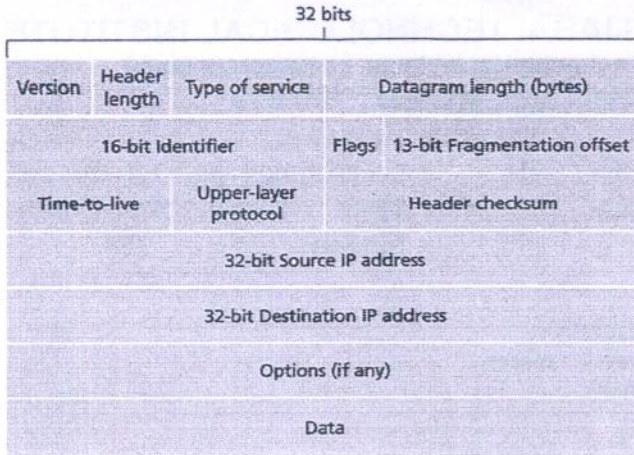 32 bits
Version
Header
length
Type of service
Datagram length (bytes)
16-bit Identifier
Flags
13-bit Fragmentation offset
Time-to-live
Upper-layer
protocol
Header checksum
32-bit Source IP address
32-bit Destination IP address
Options (if any)
Data